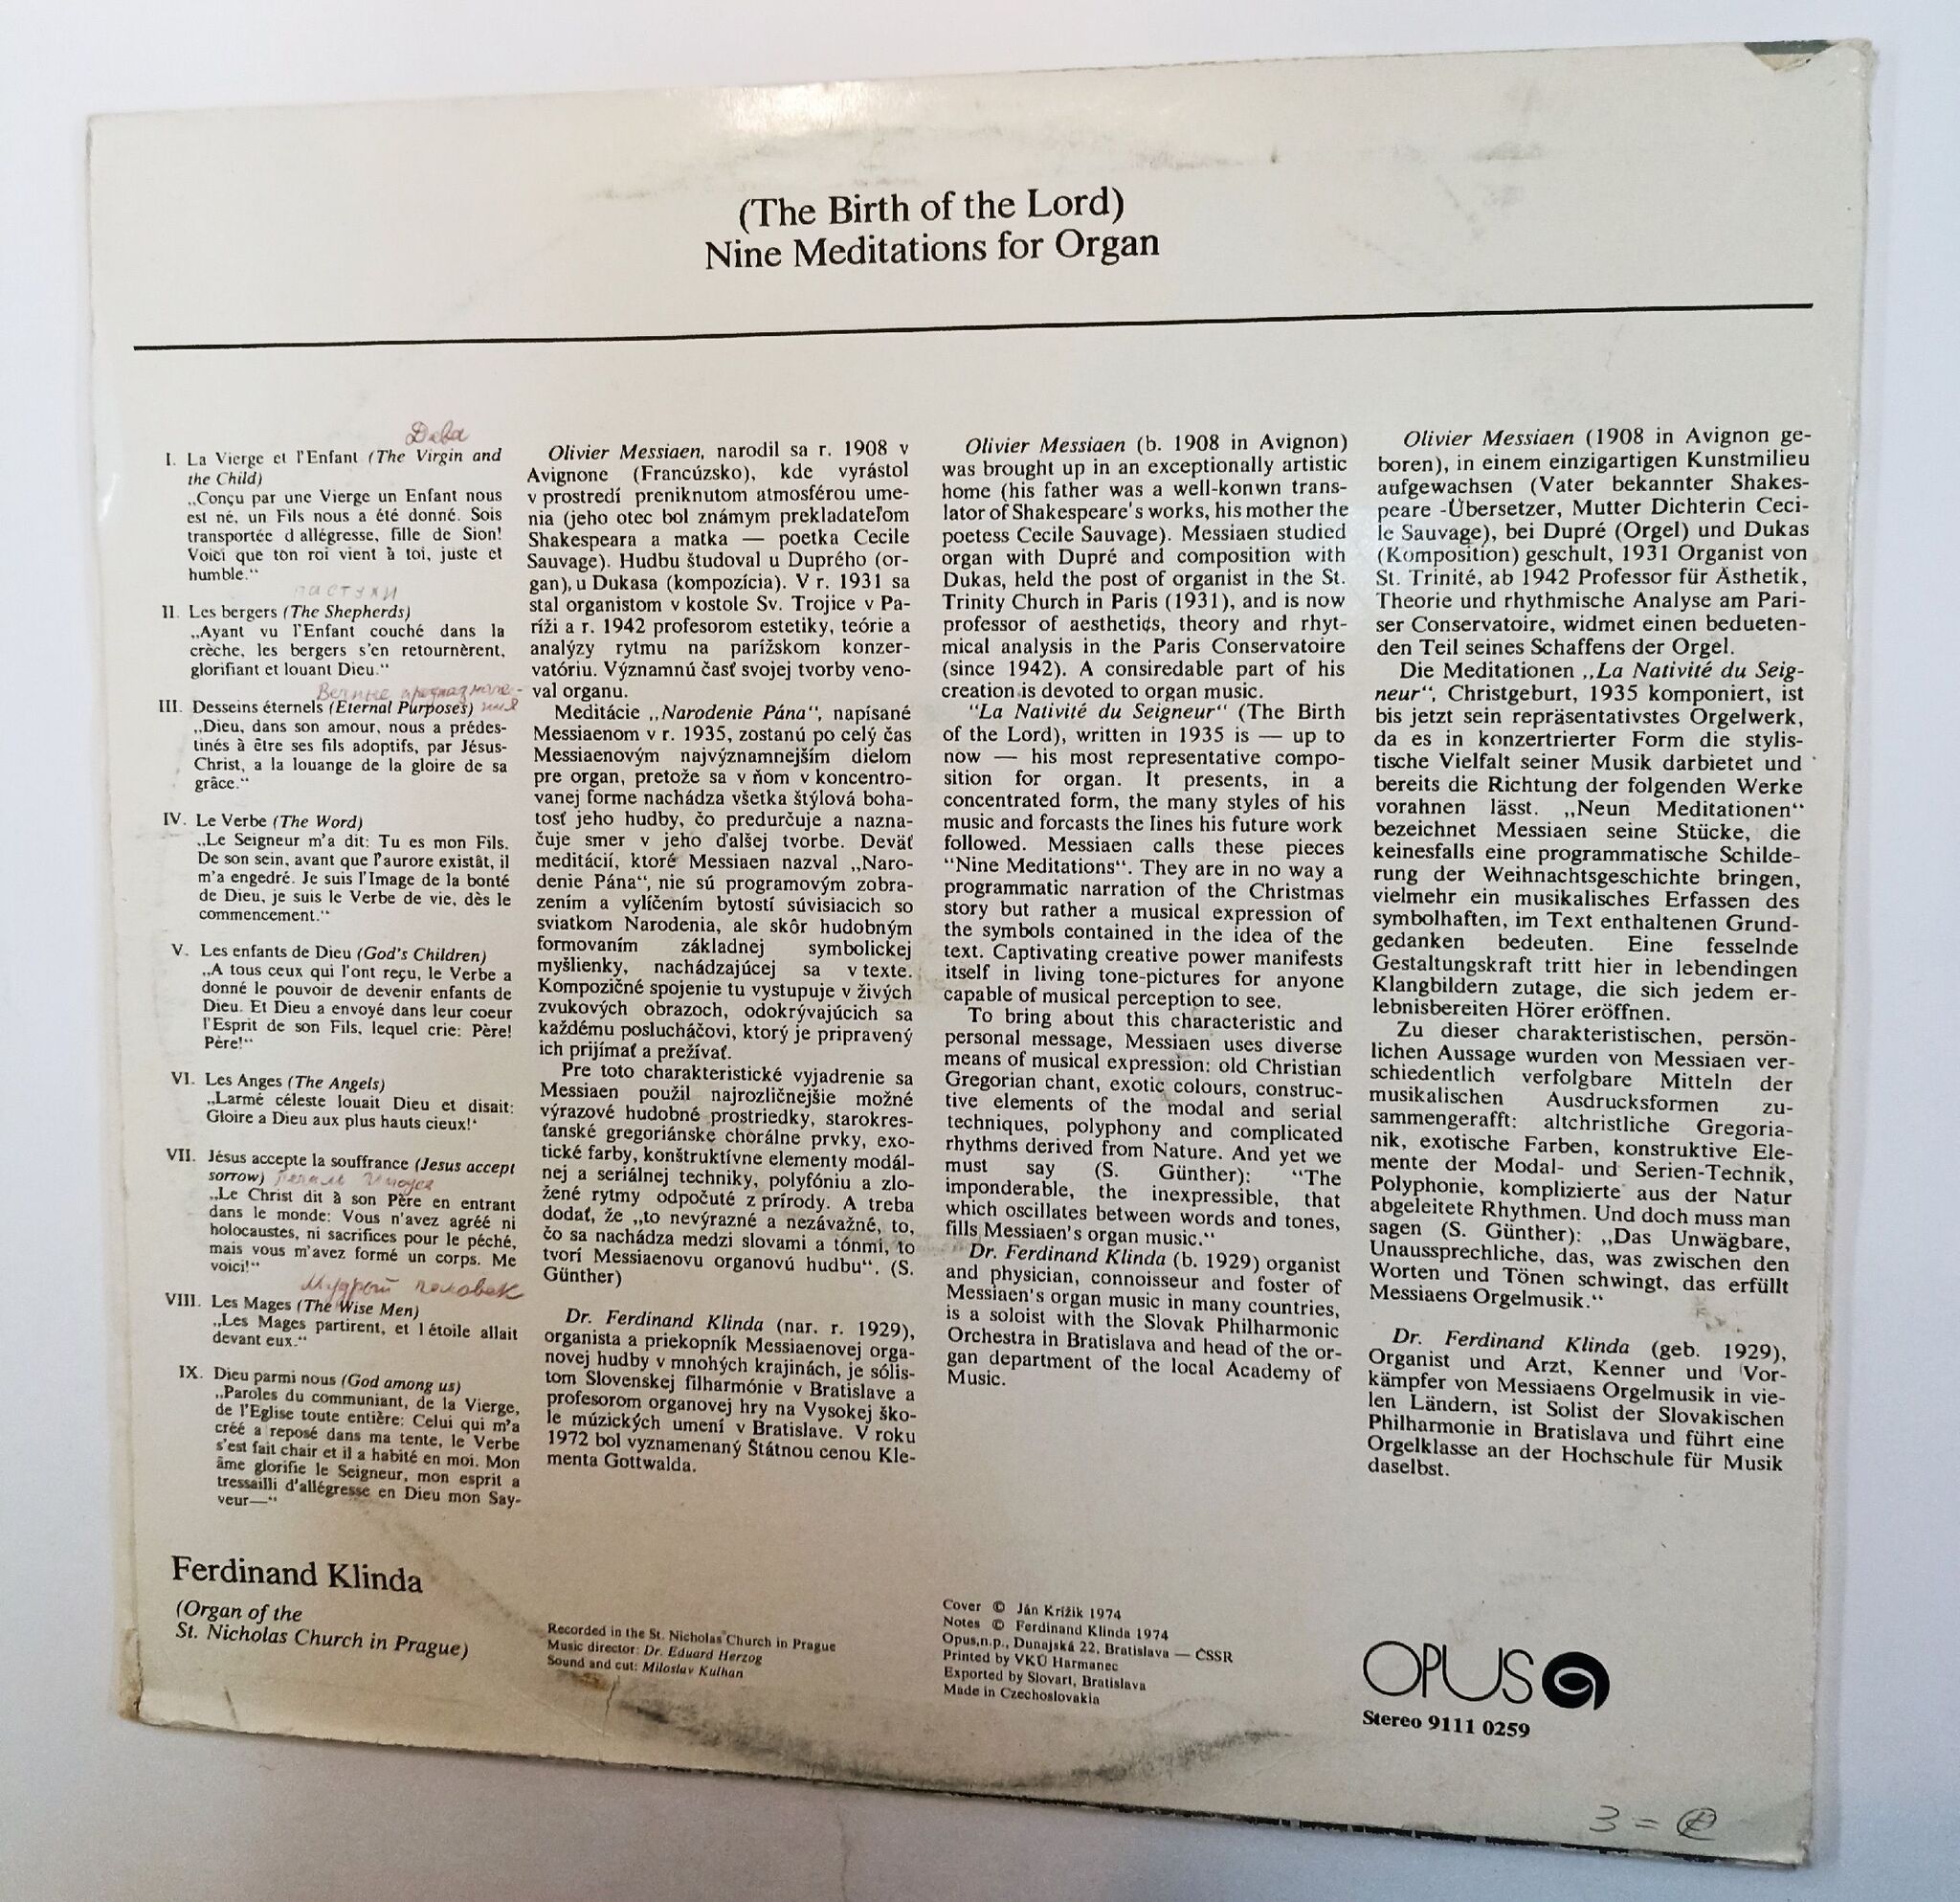 (The Birth of the Lord)
Nine Meditations for Organ
Дева
I. La Vierge et l'Enfant (The Virgin and
the Child)
„Conçu par une Vierge un Enfant nous
est né, un Fils nous a été donné. Sois
transportée d allégresse, fille de Sion!
Voici que ton roi vient à toi, juste et
humble.“
пастухи
II. Les bergers (The Shepherds)
„Ayant vu l'Enfant couché dans la
crèche, les bergers s'en retournèrent,
glorifiant et louant Dieu.“
III. Desseins éternels (Eternal Purposes)
„Dieu, dans son amour, nous a prédes-
tinés à être ses fils adoptifs, par Jésus-
Christ, a la louange de la gloire de sa
grâce.“
IV. Le Verbe (The Word)
„Le Seigneur m'a dit: Tu es mon Fils.
De son sein, avant que l'aurore existât, il
m'a engedré. Je suis l'Image de la bonté
de Dieu, je suis le Verbe de vie, dès le
commencement.“
V. Les enfants de Dieu (God's Children)
„A tous ceux qui l'ont reçu, le Verbe a
donné le pouvoir de devenir enfants de
Dieu. Et Dieu a envoyé dans leur coeur
l'Esprit de son Fils, lequel crie: Père!
Père!“
VI. Les Anges (The Angels)
„Larmé céleste louait Dieu et disait:
Gloire a Dieu aux plus hauts cieux!“
VII. Jésus accepte la souffrance (Jesus accept
sorrow)
„Le Christ dit à son Père en entrant
dans le monde: Vous n'avez agréé ni
holocaustes, ni sacrifices pour le péché,
mais vous m'avez formé un corps. Me
voici!“
Мудрый человек
VIII. Les Mages (The Wise Men)
„Les Mages partirent, et l étoile allait
devant eux.“
IX. Dieu parmi nous (God among us)
„Paroles du communiant, de la Vierge,
de l'Eglise toute entière: Celui qui m'a
créé a reposé dans ma tente, le Verbe
s'est fait chair et il a habité en moi. Mon
âme glorifie le Seigneur, mon esprit a
tressailli d'allégresse en Dieu mon Say-
veur—“
Ferdinand Klinda
(Organ of the
St. Nicholas Church in Prague)
Olivier Messiaen, narodil sa r. 1908 v
Avignone (Francúzsko), kde vyrástol
v prostredí preniknutom atmosférou ume-
nia (jeho otec bol známym prekladateľom
Shakespeara a matka — poetka Cecile
Sauvage). Hudbu študoval u Duprého (or-
gan), u Dukasa (kompozícia). V r. 1931 sa
stal organistom v kostole Sv. Trojice v Pa-
ríži a r. 1942 profesorom estetiky, teórie a
analýzy rytmu na parížskom konzer-
vatóriu. Významnú časť svojej tvorby veno-
val organu.
Meditácie „Narodenie Pána“, napísané
Messiaenom v r. 1935, zostanú po celý čas
Messiaenovým najvýznamnejším dielom
pre organ, pretože sa v ňom v koncentro-
vanej forme nachádza všetka štýlová boha-
tosť jeho hudby, čo predurčuje a nazna-
čuje smer v jeho ďalšej tvorbe. Deväť
meditácií, ktoré Messiaen nazval „Naro-
denie Pána“, nie sú programovým zobra-
zením a vylíčením bytostí súvisiacich so
sviatkom Narodenia, ale skôr hudobným
formovaním základnej symbolickej
myšlienky, nachádzajúcej sa v texte.
Kompozičné spojenie tu vystupuje v živých
zvukových obrazoch, odokrývajúcich sa
každému poslucháčovi, ktorý je pripravený
ich prijímať a prežívať.
Pre toto charakteristické vyjadrenie sa
Messiaen použil najrozličnejšie možné
výrazové hudobné prostriedky, starokres-
ťanské gregoriánske chorálne prvky, exo-
tické farby, konštruktívne elementy modál-
nej a seriálnej techniky, polyfóniu a zlo-
žené rytmy odpočuté z prírody. A treba
dodať, že „to nevýrazné a nezávažné, to,
čo sa nachádza medzi slovami a tónmi, to
tvorí Messiaenovu organovú hudbu“. (S.
Günther)
Dr. Ferdinand Klinda (nar. r. 1929),
organista a priekopník Messiaenovej orga-
novej hudby v mnohých krajinách, je sólis-
tom Slovenskej filharmónie v Bratislave a
profesorom organovej hry na Vysokej ško-
le múzických umení v Bratislave. V roku
1972 bol vyznamenaný Štátnou cenou Kle-
menta Gottwalda.
Recorded in the St. Nicholas Church in Prague
Music director: Dr. Eduard Herzog
Sound and cut: Miloslav Kulhan
Olivier Messiaen (b. 1908 in Avignon)
was brought up in an exceptionally artistic
home (his father was a well-konwn trans-
lator of Shakespeare's works, his mother the
poetess Cecile Sauvage). Messiaen studied
organ with Dupré and composition with
Dukas, held the post of organist in the St.
Trinity Church in Paris (1931), and is now
professor of aesthetics, theory and rhyt-
mical analysis in the Paris Conservatoire
(since 1942). A consiredable part of his
creation is devoted to organ music.
"La Nativité du Seigneur“ (The Birth
of the Lord), written in 1935 is — up to
now — his most representative compo-
sition for organ. It presents, in a
concentrated form, the many styles of his
music and forcasts the lines his future work
followed. Messiaen calls these pieces
"Nine Meditations“. They are in no way a
programmatic narration of the Christmas
story but rather a musical expression of
the symbols contained in the idea of the
text. Captivating creative power manifests
itself in living tone-pictures for anyone
capable of musical perception to see.
To bring about this characteristic and
personal message, Messiaen uses diverse
means of musical expression: old Christian
Gregorian chant, exotic colours, construc-
tive elements of the modal and serial
techniques, polyphony and complicated
rhythms derived from Nature. And yet we
must say (S. Günther): "The
imponderable, the inexpressible, that
which oscillates between words and tones,
fills Messiaen's organ music.“
Dr. Ferdinand Klinda (b. 1929) organist
and physician, connoisseur and foster of
Messiaen's organ music in many countries,
is a soloist with the Slovak Philharmonic
Orchestra in Bratislava and head of the or-
gan department of the local Academy of
Music.
Cover © Ján Krížik 1974
Notes © Ferdinand Klinda 1974
Opus,n.p., Dunajská 22, Bratislava — ČSSR
Printed by VKÚ Harmanec
Exported by Slovart, Bratislava
Made in Czechoslovakia
Olivier Messiaen (1908 in Avignon ge-
boren), in einem einzigartigen Kunstmilieu
aufgewachsen (Vater bekannter Shakes-
peare -Übersetzer, Mutter Dichterin Ceci-
le Sauvage), bei Dupré (Orgel) und Dukas
(Komposition) geschult, 1931 Organist von
St. Trinité, ab 1942 Professor für Ästhetik,
Theorie und rhythmische Analyse am Pari-
ser Conservatoire, widmet einen bedueten-
den Teil seines Schaffens der Orgel.
Die Meditationen „La Nativité du Seig-
neur“, Christgeburt, 1935 komponiert, ist
bis jetzt sein repräsentativstes Orgelwerk,
da es in konzertrierter Form die stylis-
tische Vielfalt seiner Musik darbietet und
bereits die Richtung der folgenden Werke
vorahnen lässt. „Neun Meditationen“
bezeichnet Messiaen seine Stücke, die
keinesfalls eine programmatische Schilde-
rung der Weihnachtsgeschichte bringen,
vielmehr ein musikalisches Erfassen des
symbolhaften, im Text enthaltenen Grund-
gedanken bedeuten. Eine fesselnde
Gestaltungskraft tritt hier in lebendingen
Klangbildern zutage, die sich jedem er-
lebnisbereiten Hörer eröffnen.
Zu dieser charakteristischen, persön-
lichen Aussage wurden von Messiaen ver-
schiedentlich verfolgbare Mitteln der
musikalischen Ausdrucksformen zu-
sammengerafft: altchristliche Gregoria-
nik, exotische Farben, konstruktive Ele-
mente der Modal- und Serien-Technik,
Polyphonie, komplizierte aus der Natur
abgeleitete Rhythmen. Und doch muss man
sagen (S. Günther): „Das Unwägbare,
Unaussprechliche, das, was zwischen den
Worten und Tönen schwingt, das erfüllt
Messiaens Orgelmusik.“
Dr. Ferdinand Klinda (geb. 1929),
Organist und Arzt, Kenner und Vor-
kämpfer von Messiaens Orgelmusik in vie-
len Ländern, ist Solist der Slovakischen
Philharmonie in Bratislava und führt eine
Orgelklasse an der Hochschule für Musik
daselbst.
OPUS
Stereo 9111 0259
3 =